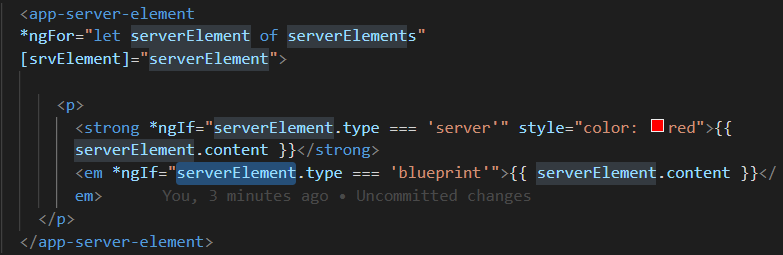 <app-server-element
*ngFor="let serverElement of serverElements"
[srvElement]="serverElement">
<p>
<strong *ngIf="serverElement.type === 'server'" style="color: red">{{
serverElement.content }}</strong>
<em *ngIf="serverElement.type === 'blueprint'">{{ serverElement.content }}</
em> You, 3 minutes ago • Uncommitted changes
</p>
</app-server-element>